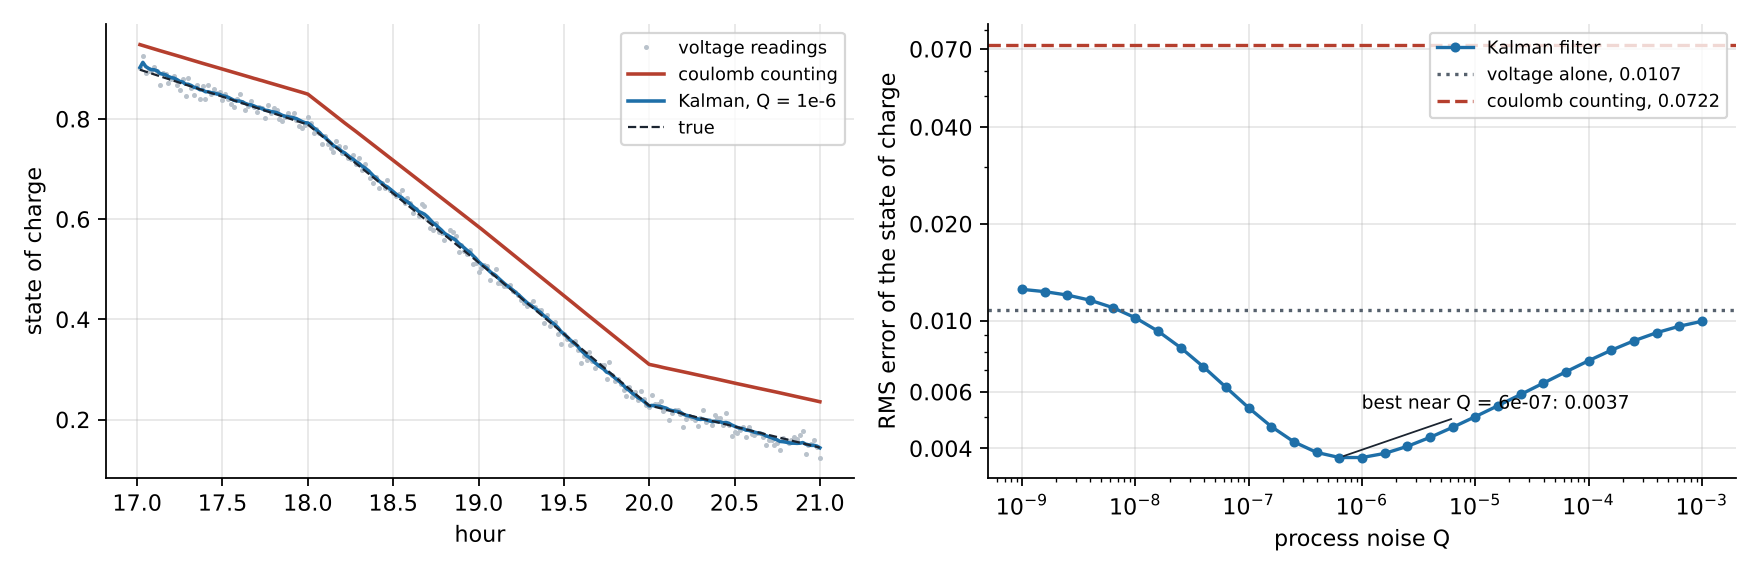 voltage readings
coulomb counting
Kalman, Q = 1e-6
true
state of charge
0.8
0.6
0.4
0.2
17.0 17.5 18.0 18.5 19.0 19.5 20.0 20.5 21.0
hour
Kalman filter
voltage alone, 0.0107
coulomb counting, 0.0722
RMS error of the state of charge
0.070
0.040
0.020
0.010
0.006
0.004
best near Q = 6e-07: 0.0037
10⁻⁹ 10⁻⁸ 10⁻⁷ 10⁻⁶ 10⁻⁵ 10⁻⁴ 10⁻³
process noise Q